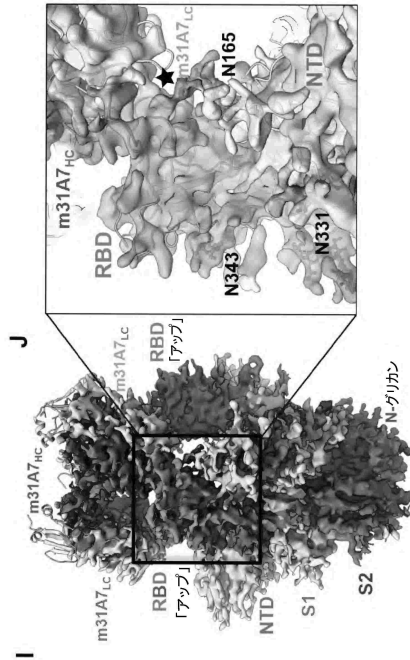 I
m31A7HC
m31A7LC
m31A7LC
RBD
「アップ」
RBD
「アップ」
NTD
S1
S2
N-グリカン
J
m31A7HC
RBD
m31A7LC
N165
N343
N331
NTD